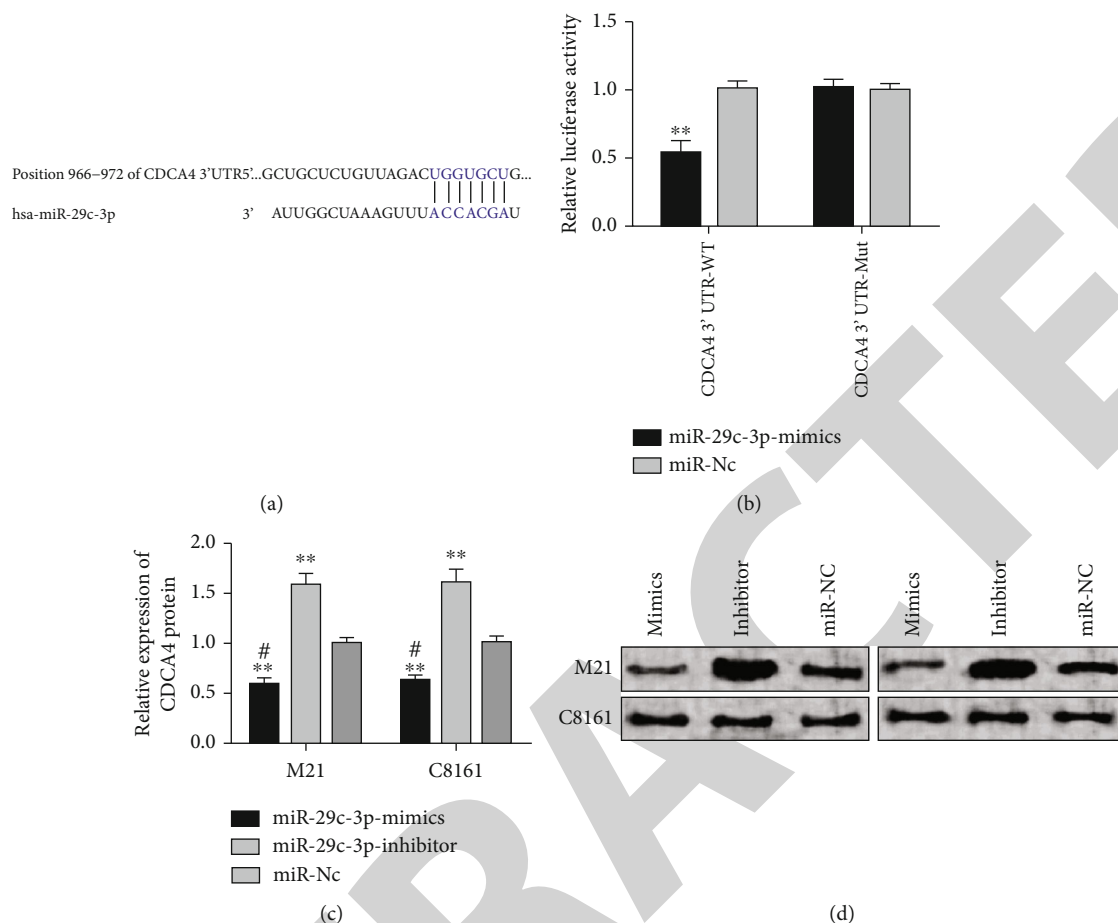 Position 966–972 of CDCA4 3'UTR5'...GCUGCUCUGUUAGACUGGUGCUG...
hsa-miR-29c-3p 3' AUUGGCUAAAGUUUACCACGAU
(a)
Relative luciferase activity
1.5
1.0
0.5
0.0
**
CDCA4 3' UTR-WT
CDCA4 3' UTR-Mut
miR-29c-3p-mimics
miR-Nc
(b)
Relative expression of
CDCA4 protein
2.0
1.5
1.0
0.5
0.0
#
**
**
#
**
**
M21
C8161
miR-29c-3p-mimics
miR-29c-3p-inhibitor
miR-Nc
(c)
Mimics Inhibitor miR-NC Mimics Inhibitor miR-NC
M21
C8161
(d)
RACTE